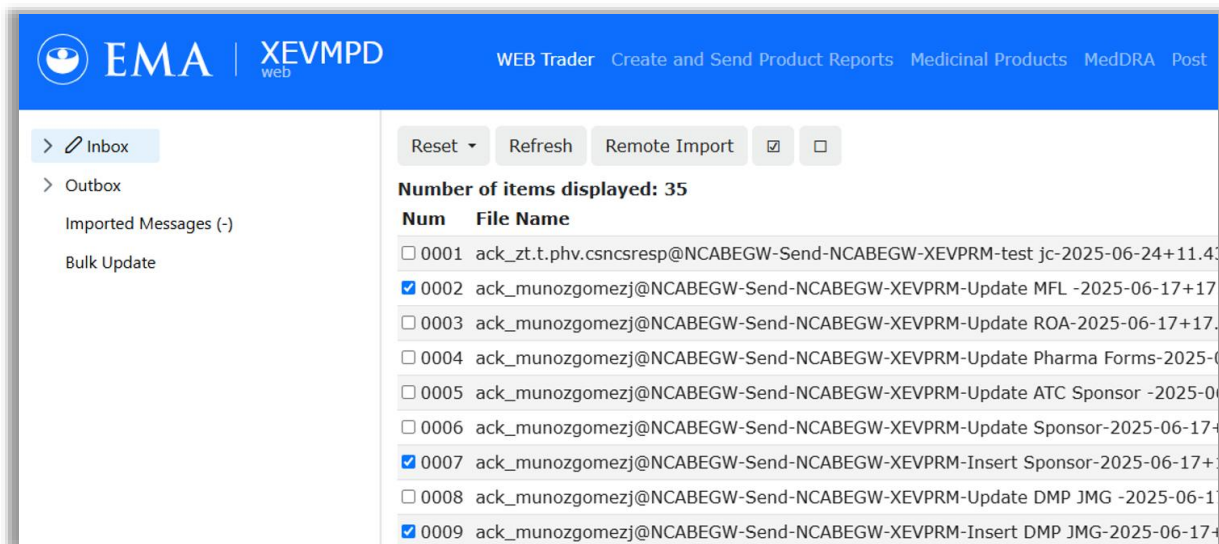 EMA | XEVMPD web
WEB Trader Create and Send Product Reports Medicinal Products MedDRA Post
Inbox
Outbox
Imported Messages (-)
Bulk Update
Reset Refresh Remote Import
Number of items displayed: 35
Num File Name
0001 ack_zt.t.phv.csncsresp@NCABEGW-Send-NCABEGW-XEVPRM-test jc-2025-06-24+11.43
0002 ack_munozgomezj@NCABEGW-Send-NCABEGW-XEVPRM-Update MFL -2025-06-17+17
0003 ack_munozgomezj@NCABEGW-Send-NCABEGW-XEVPRM-Update ROA-2025-06-17+17.
0004 ack_munozgomezj@NCABEGW-Send-NCABEGW-XEVPRM-Update Pharma Forms-2025-
0005 ack_munozgomezj@NCABEGW-Send-NCABEGW-XEVPRM-Update ATC Sponsor -2025-0
0006 ack_munozgomezj@NCABEGW-Send-NCABEGW-XEVPRM-Update Sponsor-2025-06-17+
0007 ack_munozgomezj@NCABEGW-Send-NCABEGW-XEVPRM-Insert Sponsor-2025-06-17+
0008 ack_munozgomezj@NCABEGW-Send-NCABEGW-XEVPRM-Update DMP JMG -2025-06-1
0009 ack_munozgomezj@NCABEGW-Send-NCABEGW-XEVPRM-Insert DMP JMG-2025-06-17+